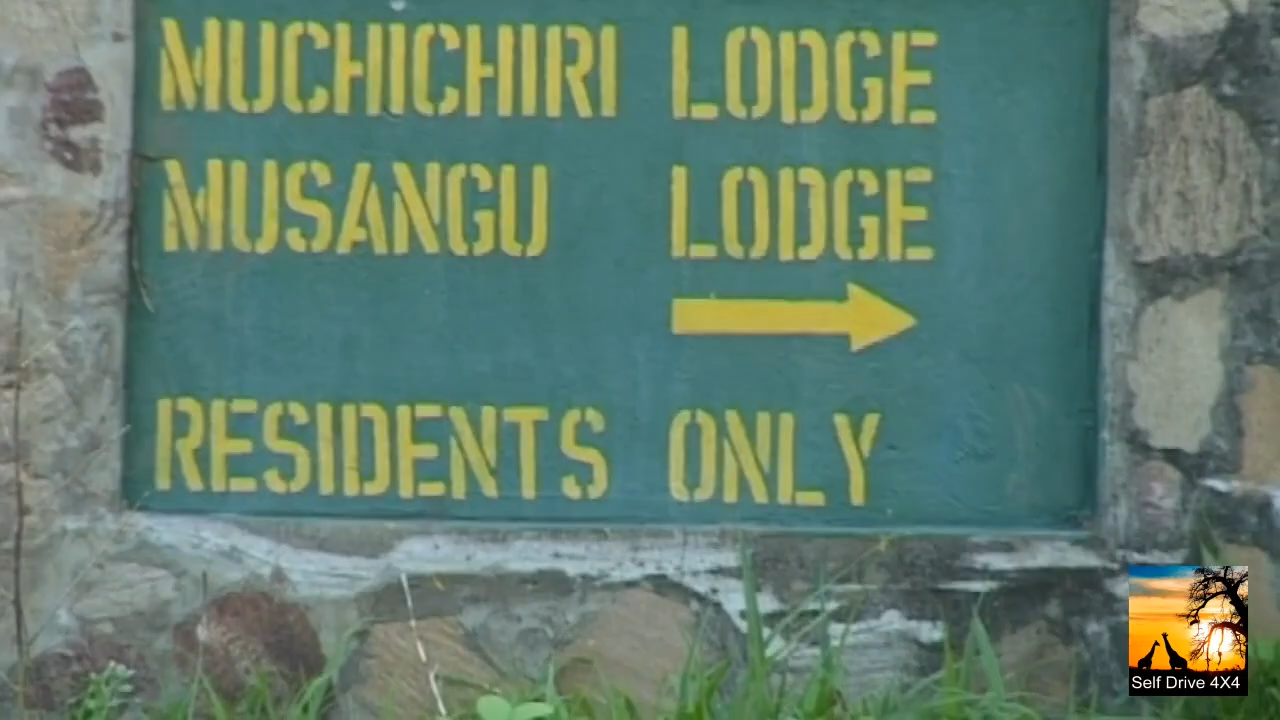 MUCHICHIRI LODGE
MUSANGU LODGE
RESIDENTS ONLY
Self Drive 4X4